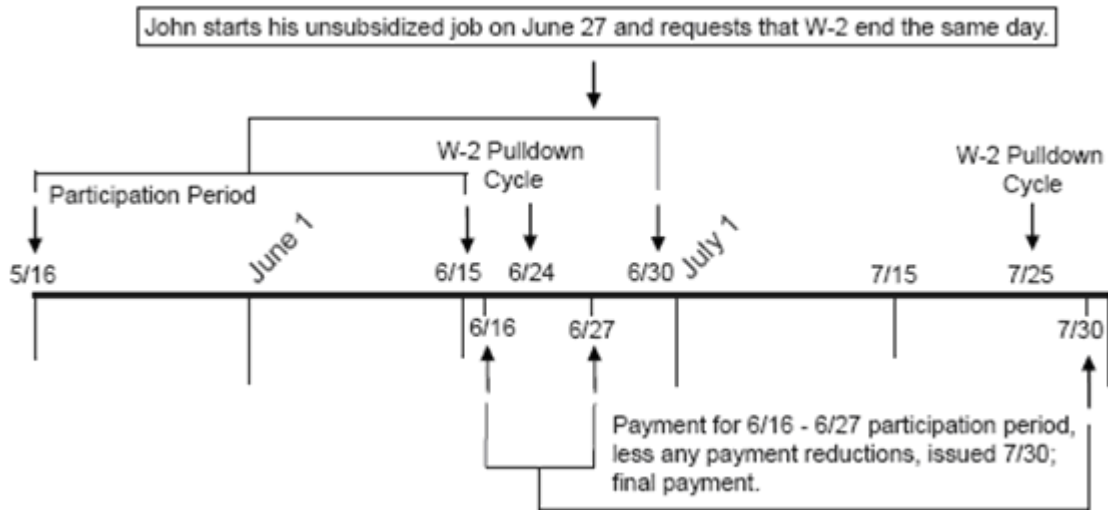 John starts his unsubsidized job on June 27 and requests that W-2 end the same day.
W-2 Pulldown
Cycle
W-2 Pulldown
Cycle
Participation Period
June 1
July 1
5/16
6/15
6/24
6/30
7/15
7/25
6/16
6/27
7/30
Payment for 6/16 - 6/27 participation period,
less any payment reductions, issued 7/30;
final payment.